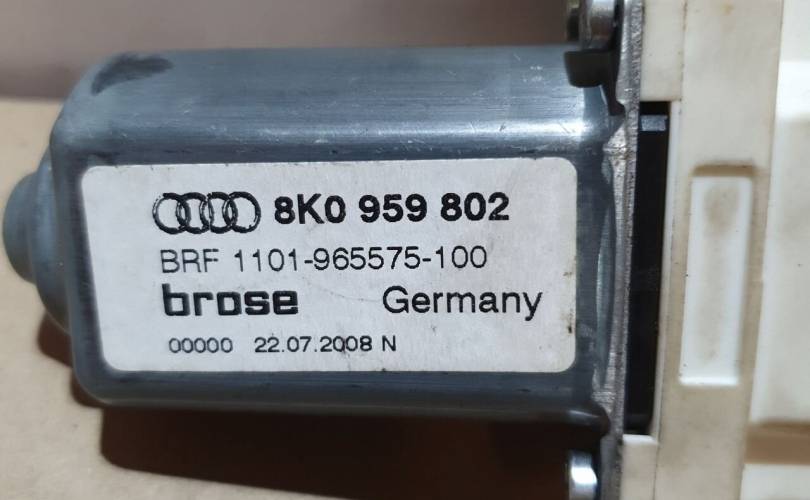 8K0 959 802
BRF 1101-965575-100
brose Germany
00000 22.07.2008 N